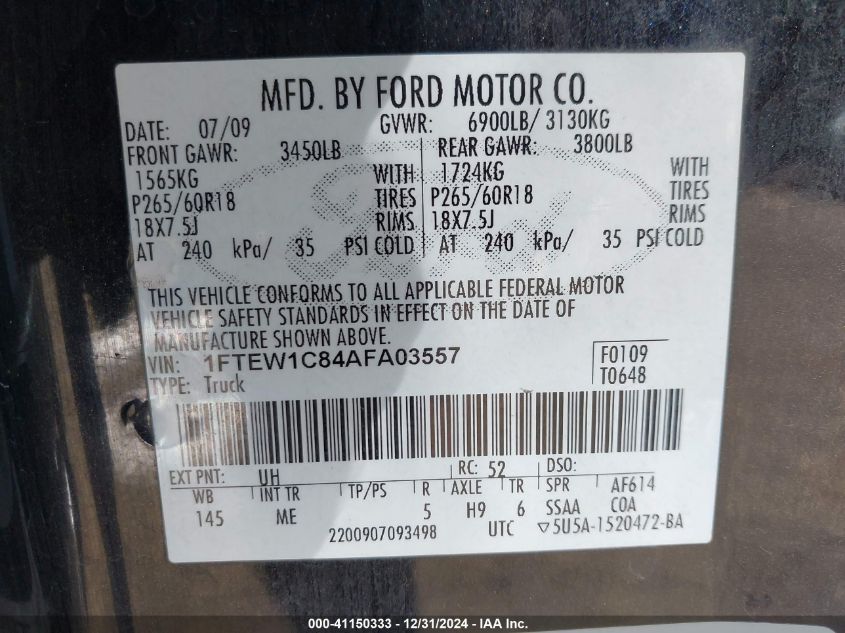 MFD. BY FORD MOTOR CO.
DATE: 07/09 GVWR: 6900LB/ 3130KG
FRONT GAWR: 3450LB REAR GAWR: 3800LB
1565KG WITH 1724KG WITH
P265/60R18 TIRES P265/60R18 TIRES
18X7.5J RIMS 18X7.5J RIMS
AT 240 kPa/ 35 PSI COLD AT 240 kPa/ 35 PSI COLD
THIS VEHICLE CONFORMS TO ALL APPLICABLE FEDERAL MOTOR
VEHICLE SAFETY STANDARDS IN EFFECT ON THE DATE OF
MANUFACTURE SHOWN ABOVE.
VIN: 1FTEW1C84AFA03557 F0109
TYPE: Truck T0648
EXT PNT: UH RC: 52 DSO:
WB INT TR TP/PS R AXLE TR SPR AF614
145 ME 5 H9 6 SSAA COA
2200907093498 UTC ▽5U5A-1520472-BA
000-41150333 - 12/31/2024 - IAA Inc.